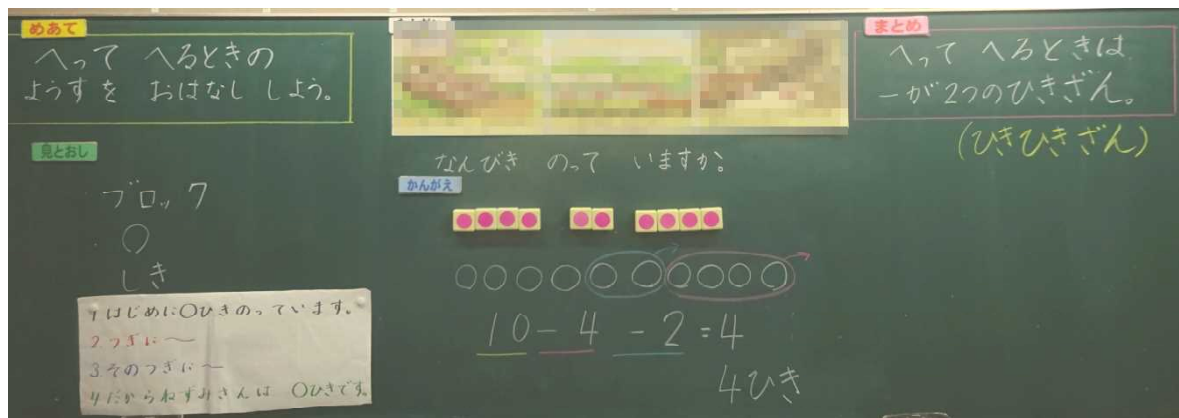 めあて
へって へるときの
ようすを おはなし しよう。
見とおし
ブロック
○
しき
1はじめに○ひきのっています。
2つぎに～
3そのつぎに～
4だからねずみさんは ○ひきです。
なんびき のって いますか。
かんがえ
10-4-2=4
4ひき
まとめ
へって へるときは
-が2つのひきざん。
(ひきひきざん)